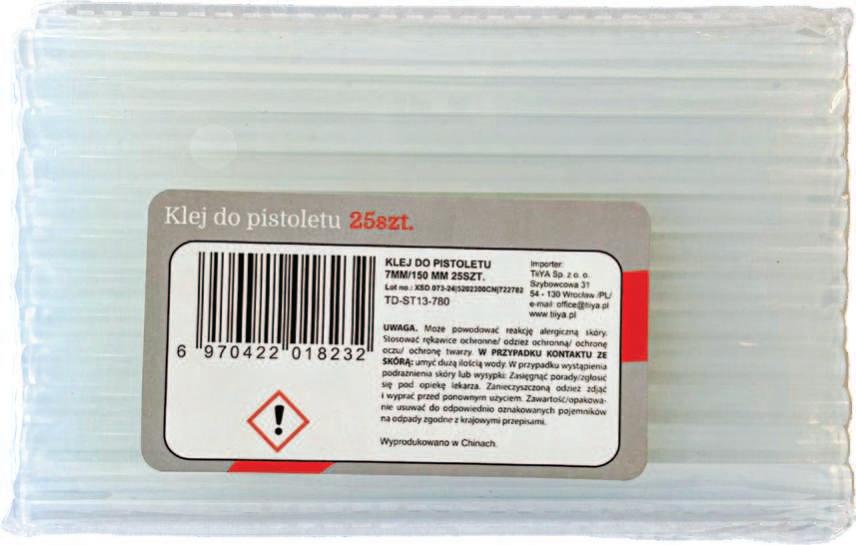 Klej do pistoletu 25szt.
KLEJ DO PISTOLETU
7MM/150 MM 25SZT.
Lot no.: XSD 073-24|5202300CN|722782
TD-ST13-780
Importer:
TiiYA Sp. z o. o.
Szybowcowa 31
54 - 130 Wrocław /PL/
e-mail: office@tiiya.pl
www.tiiya.pl
6 970422 018232
UWAGA. Może powodować reakcję alergiczną skóry.
Stosować rękawice ochronne/ odzież ochronną/ ochronę
oczu/ ochronę twarzy. W PRZYPADKU KONTAKTU ZE
SKÓRĄ: umyć dużą ilością wody. W przypadku wystąpienia
podrażnienia skóry lub wysypki: Zasięgnąć porady/zgłosić
się pod opiekę lekarza. Zanieczyszczoną odzież zdjąć
i wyprać przed ponownym użyciem. Zawartość/opakowa-
nie usuwać do odpowiednio oznakowanych pojemników
na odpady zgodne z krajowymi przepisami.
Wyprodukowano w Chinach.